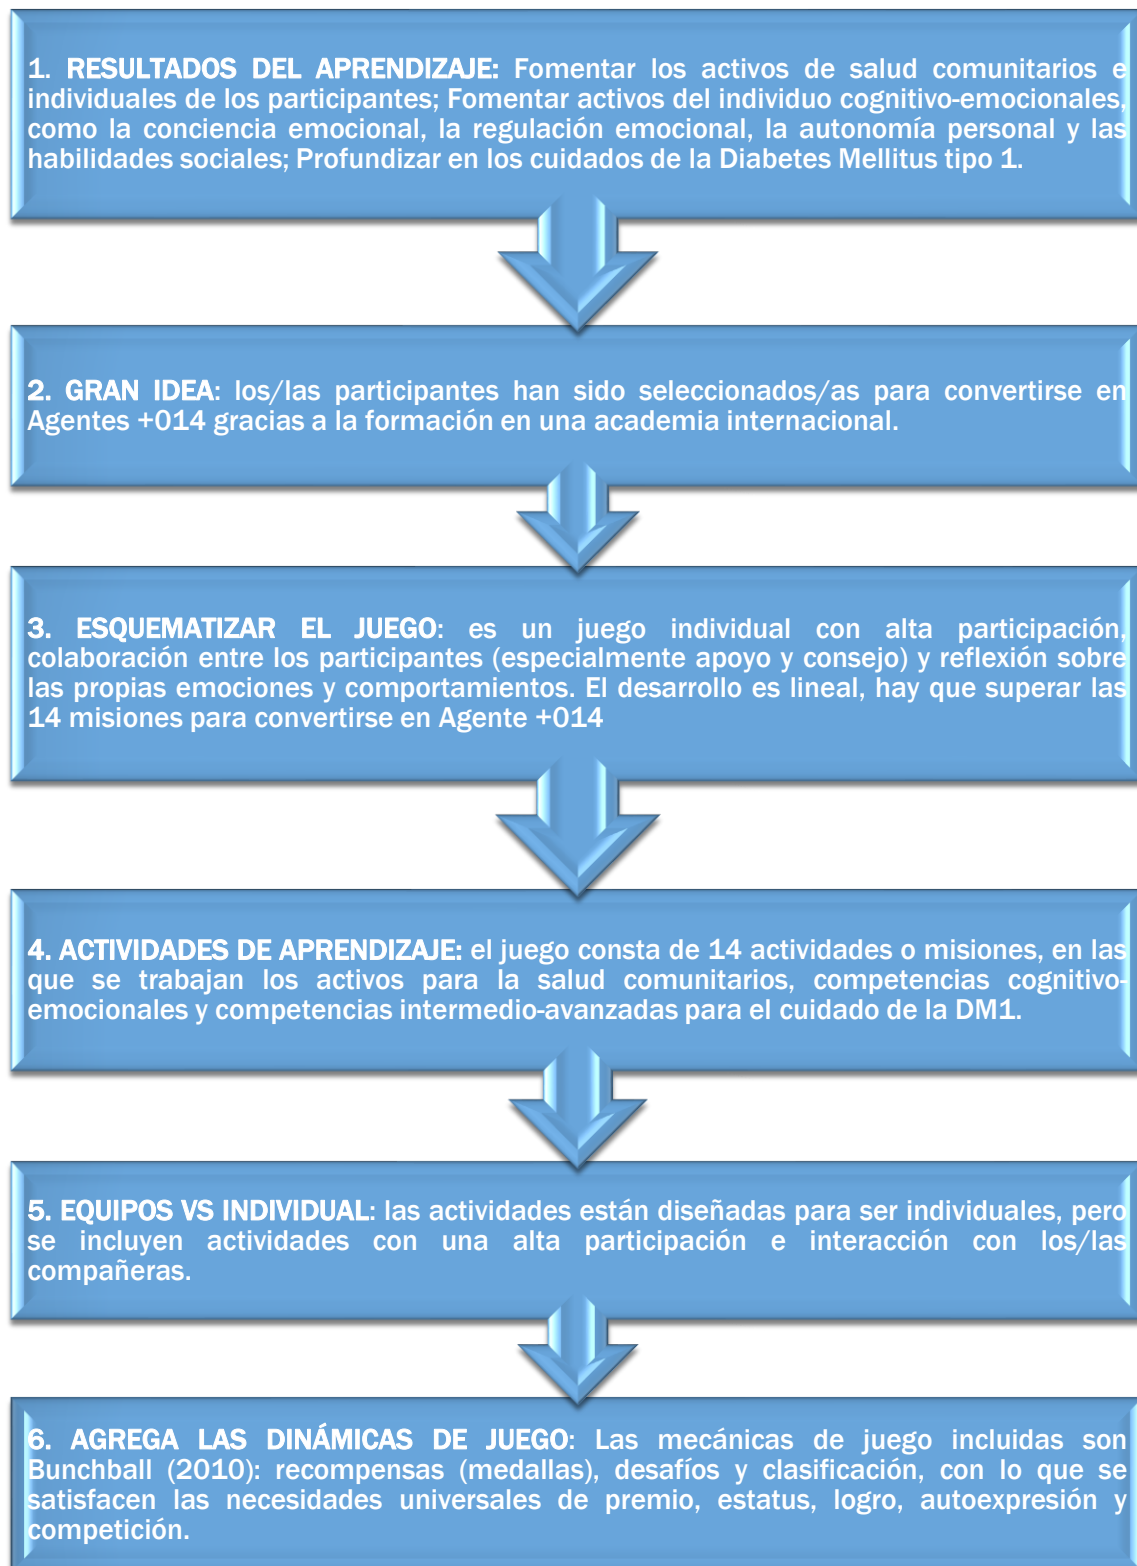 1. RESULTADOS DEL APRENDIZAJE: Fomentar los activos de salud comunitarios e
individuales de los participantes; Fomentar activos del individuo cognitivo-emocionales,
como la conciencia emocional, la regulación emocional, la autonomía personal y las
habilidades sociales; Profundizar en los cuidados de la Diabetes Mellitus tipo 1.
2. GRAN IDEA: los/las participantes han sido seleccionados/as para convertirse en
Agentes +014 gracias a la formación en una academia internacional.
3. ESQUEMATIZAR EL JUEGO: es un juego individual con alta participación,
colaboración entre los participantes (especialmente apoyo y consejo) y reflexión sobre
las propias emociones y comportamientos. El desarrollo es lineal, hay que superar las
14 misiones para convertirse en Agente +014
4. ACTIVIDADES DE APRENDIZAJE: el juego consta de 14 actividades o misiones, en las
que se trabajan los activos para la salud comunitarios, competencias cognitivo-
emocionales y competencias intermedio-avanzadas para el cuidado de la DM1.
5. EQUIPOS VS INDIVIDUAL: las actividades están diseñadas para ser individuales, pero
se incluyen actividades con una alta participación e interacción con los/las
compañeras.
6. AGREGA LAS DINÁMICAS DE JUEGO: Las mecánicas de juego incluidas son
Bunchball (2010): recompensas (medallas), desafíos y clasificación, con lo que se
satisfacen las necesidades universales de premio, estatus, logro, autoexpresión y
competición.